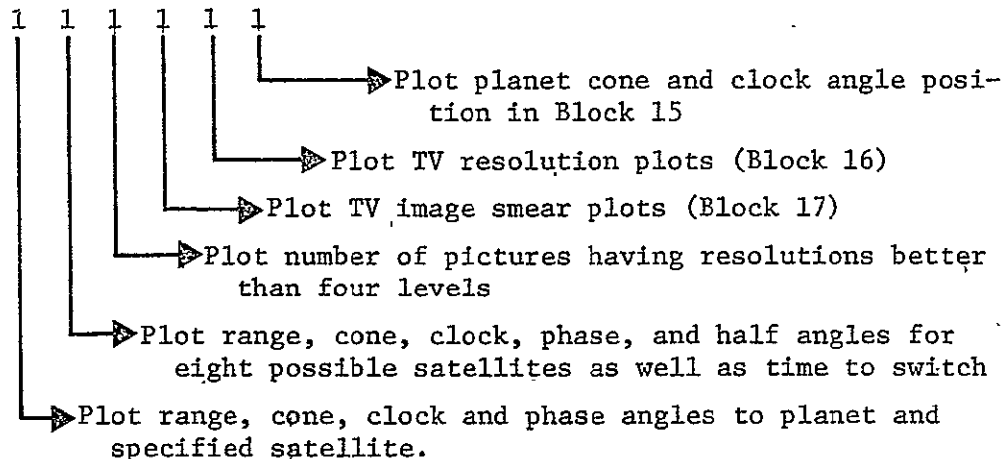 1 1 1 1 1 1
Plot planet cone and clock angle posi-
tion in Block 15
Plot TV resolution plots (Block 16)
Plot TV image smear plots (Block 17)
Plot number of pictures having resolutions better
than four levels
Plot range, cone, clock, phase, and half angles for
eight possible satellites as well as time to switch
Plot range, cone, clock and phase angles to planet and
specified satellite.